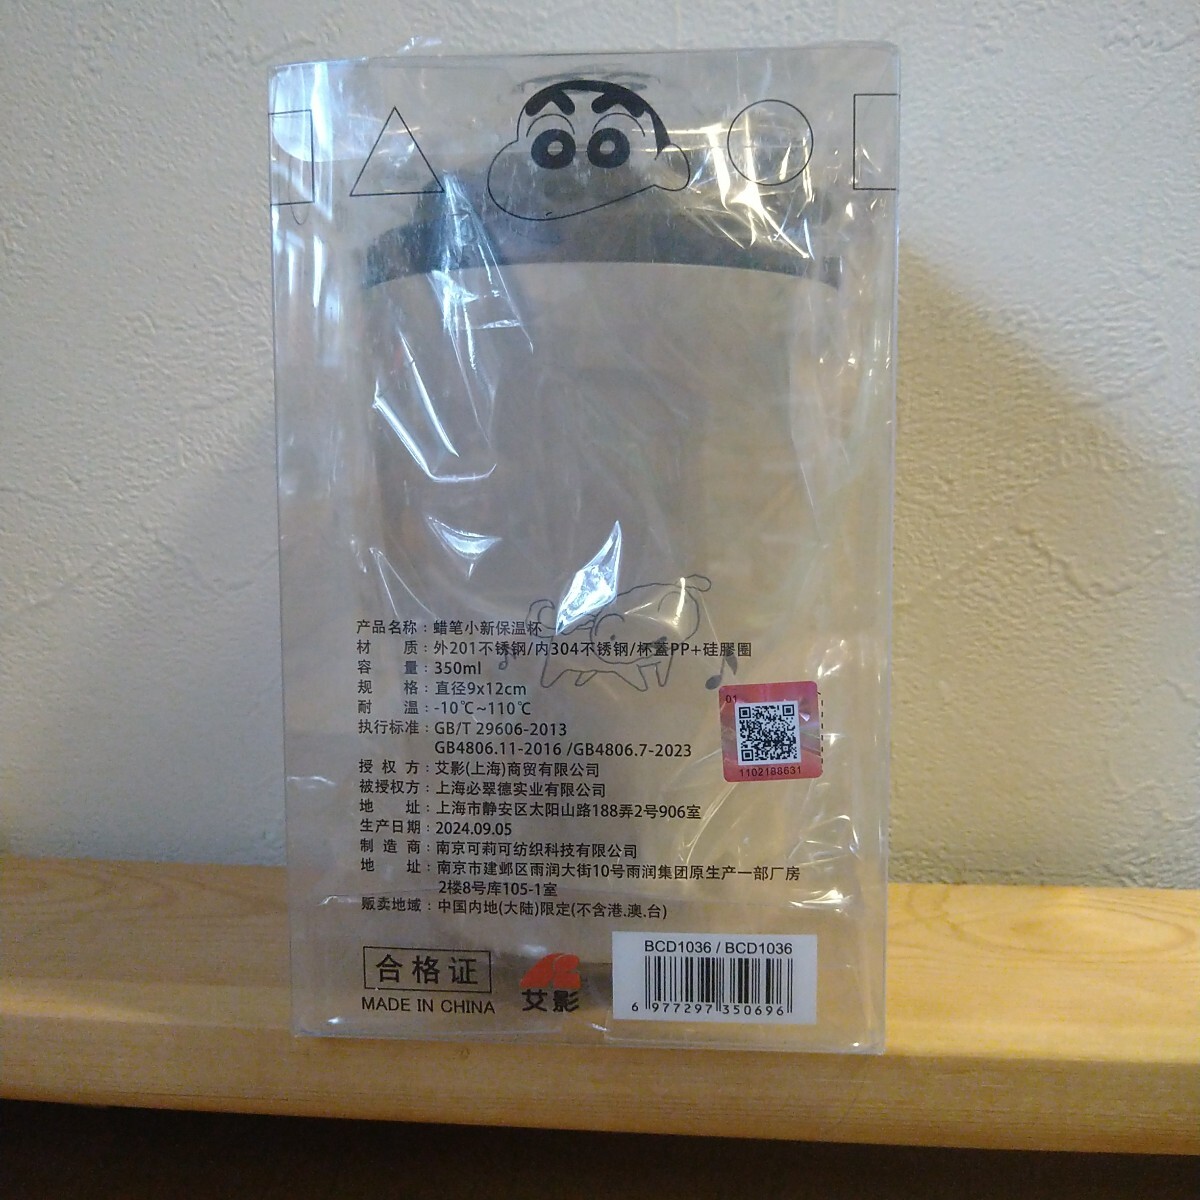 产品名称：蜡笔小新保温杯
材 质：外201不锈钢/内304不锈钢/杯蓋PP+硅膠圈
容 量：350ml
规 格：直径9x12cm
耐 温：-10℃~110℃
执行标准：GB/T 29606-2013
GB4806.11-2016 /GB4806.7-2023
授 权 方：艾影(上海)商贸有限公司
被授权方：上海必翠德实业有限公司
地 址：上海市静安区太阳山路188弄2号906室
生产日期：2024.09.05
制 造 商：南京可莉可纺织科技有限公司
地 址：南京市建邺区雨润大街10号雨润集团原生产一部厂房
2楼8号库105-1室
贩卖地域：中国内地(大陆)限定(不含港.澳.台)
01
1102188631
合格证
MADE IN CHINA
艾影
BCD1036 / BCD1036
6 977297 350696